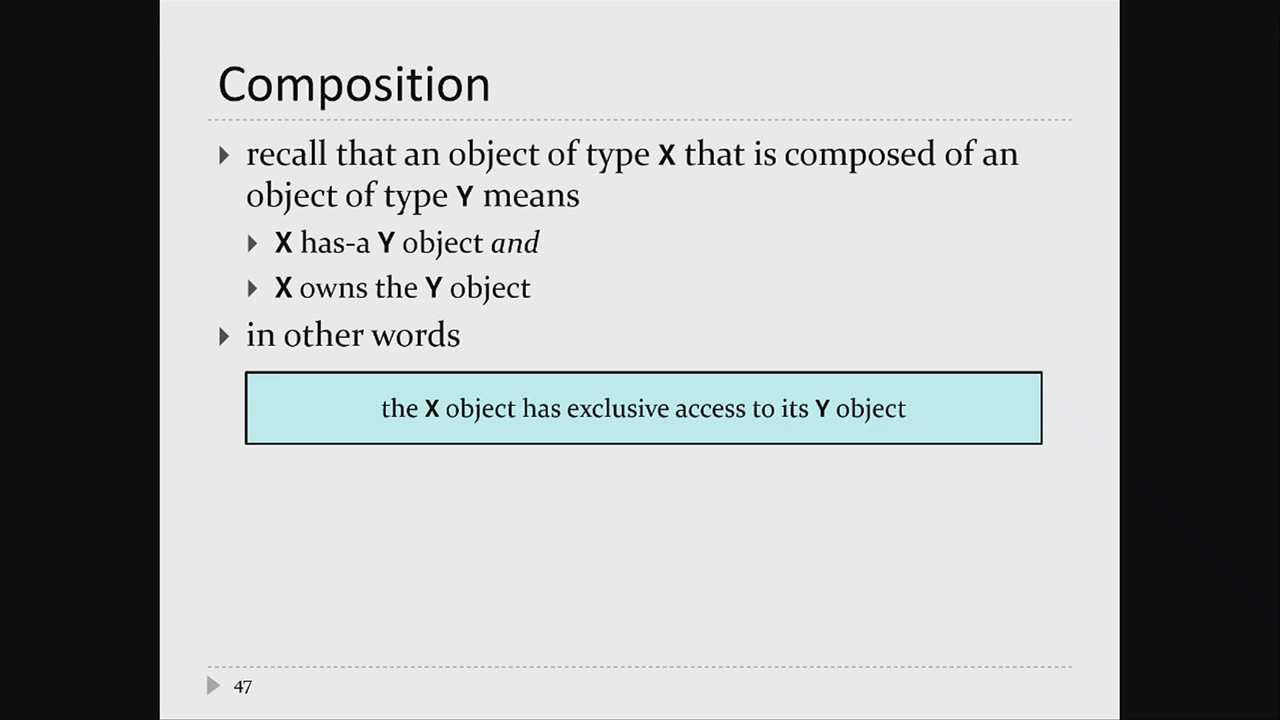 Composition
recall that an object of type X that is composed of an
object of type Y means
X has-a Y object and
X owns the Y object
in other words
the X object has exclusive access to its Y object
47